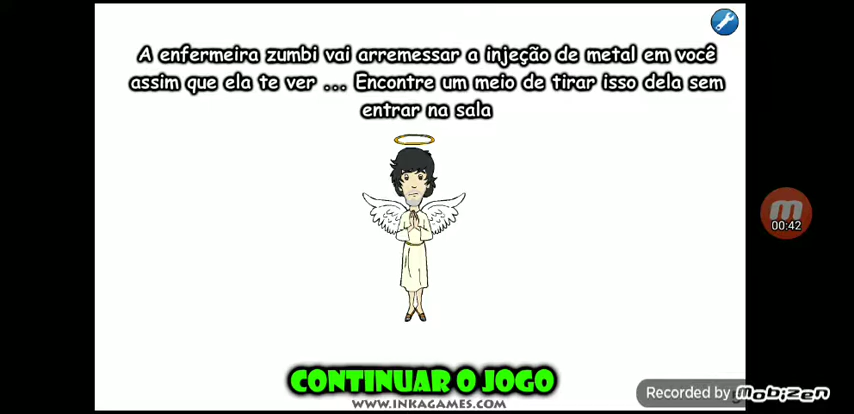 A enfermeira zumbi vai arremessar a injeção de metal em você
assim que ela te ver ... Encontre um meio de tirar isso dela sem
entrar na sala
00:42
CONTINUAR O JOGO
WWW.INKAGAMES.COM
Recorded by Mobizen